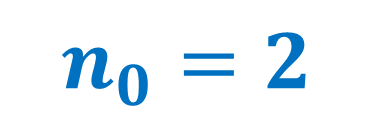 n₀ = 2